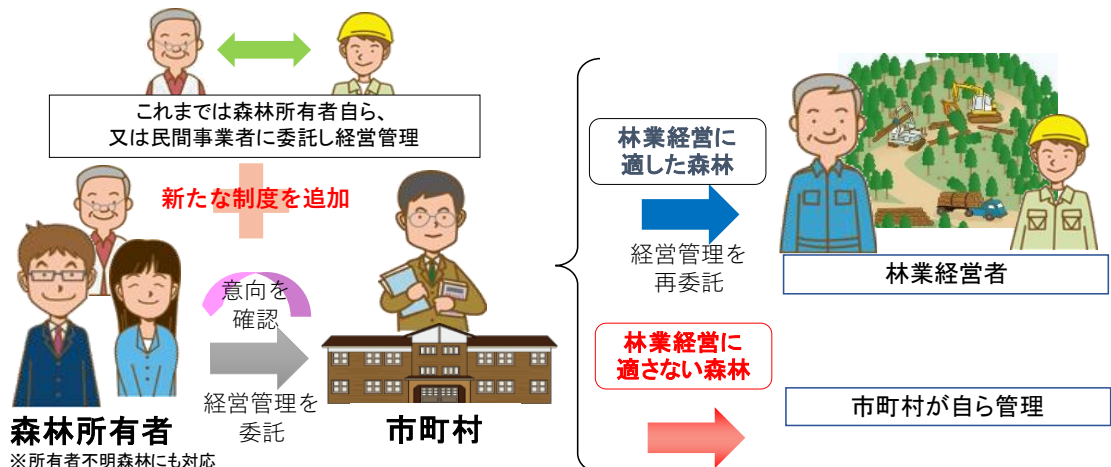 これまでは森林所有者自ら、
又は民間事業者に委託し経営管理
新たな制度を追加
意向を
確認
経営管理を
委託
森林所有者
※所有者不明森林にも対応
市町村
林業経営に
適した森林
経営管理を
再委託
林業経営者
林業経営に
適さない森林
市町村が自ら管理